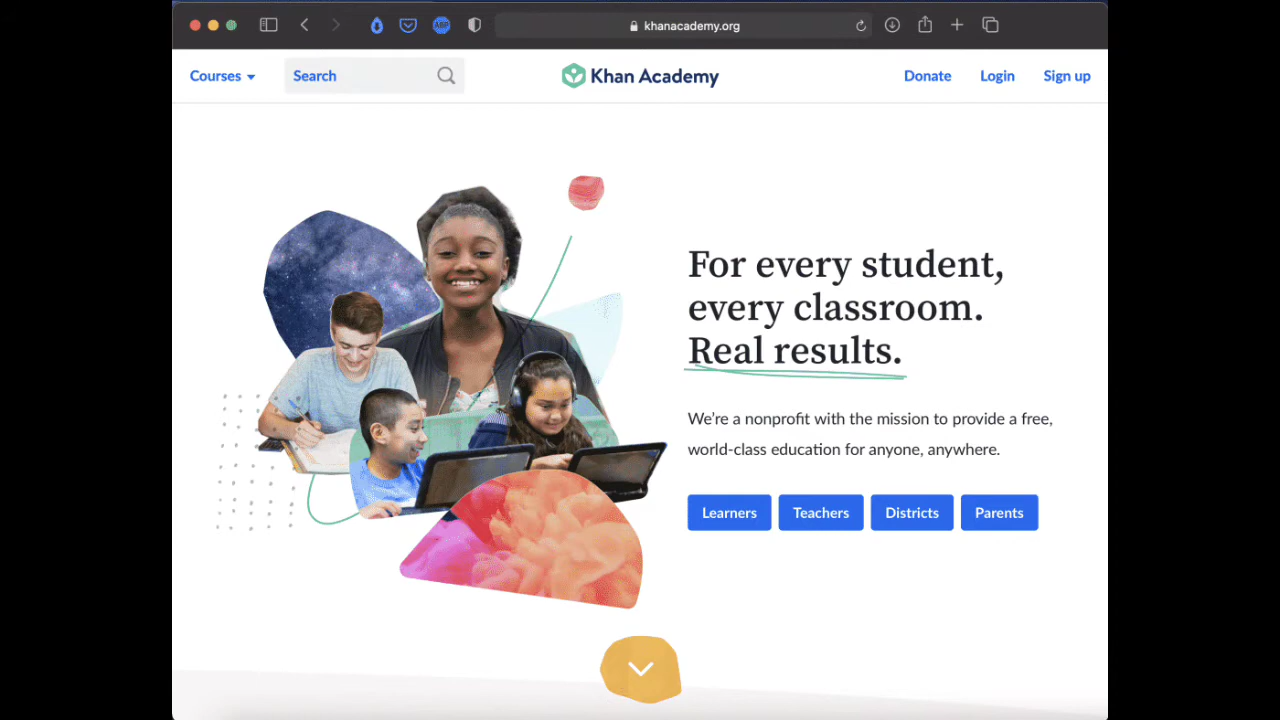 khanacademy.org
Courses
Search
Khan Academy
Donate
Login
Sign up
For every student,
every classroom.
Real results.
We're a nonprofit with the mission to provide a free,
world-class education for anyone, anywhere.
Learners
Teachers
Districts
Parents